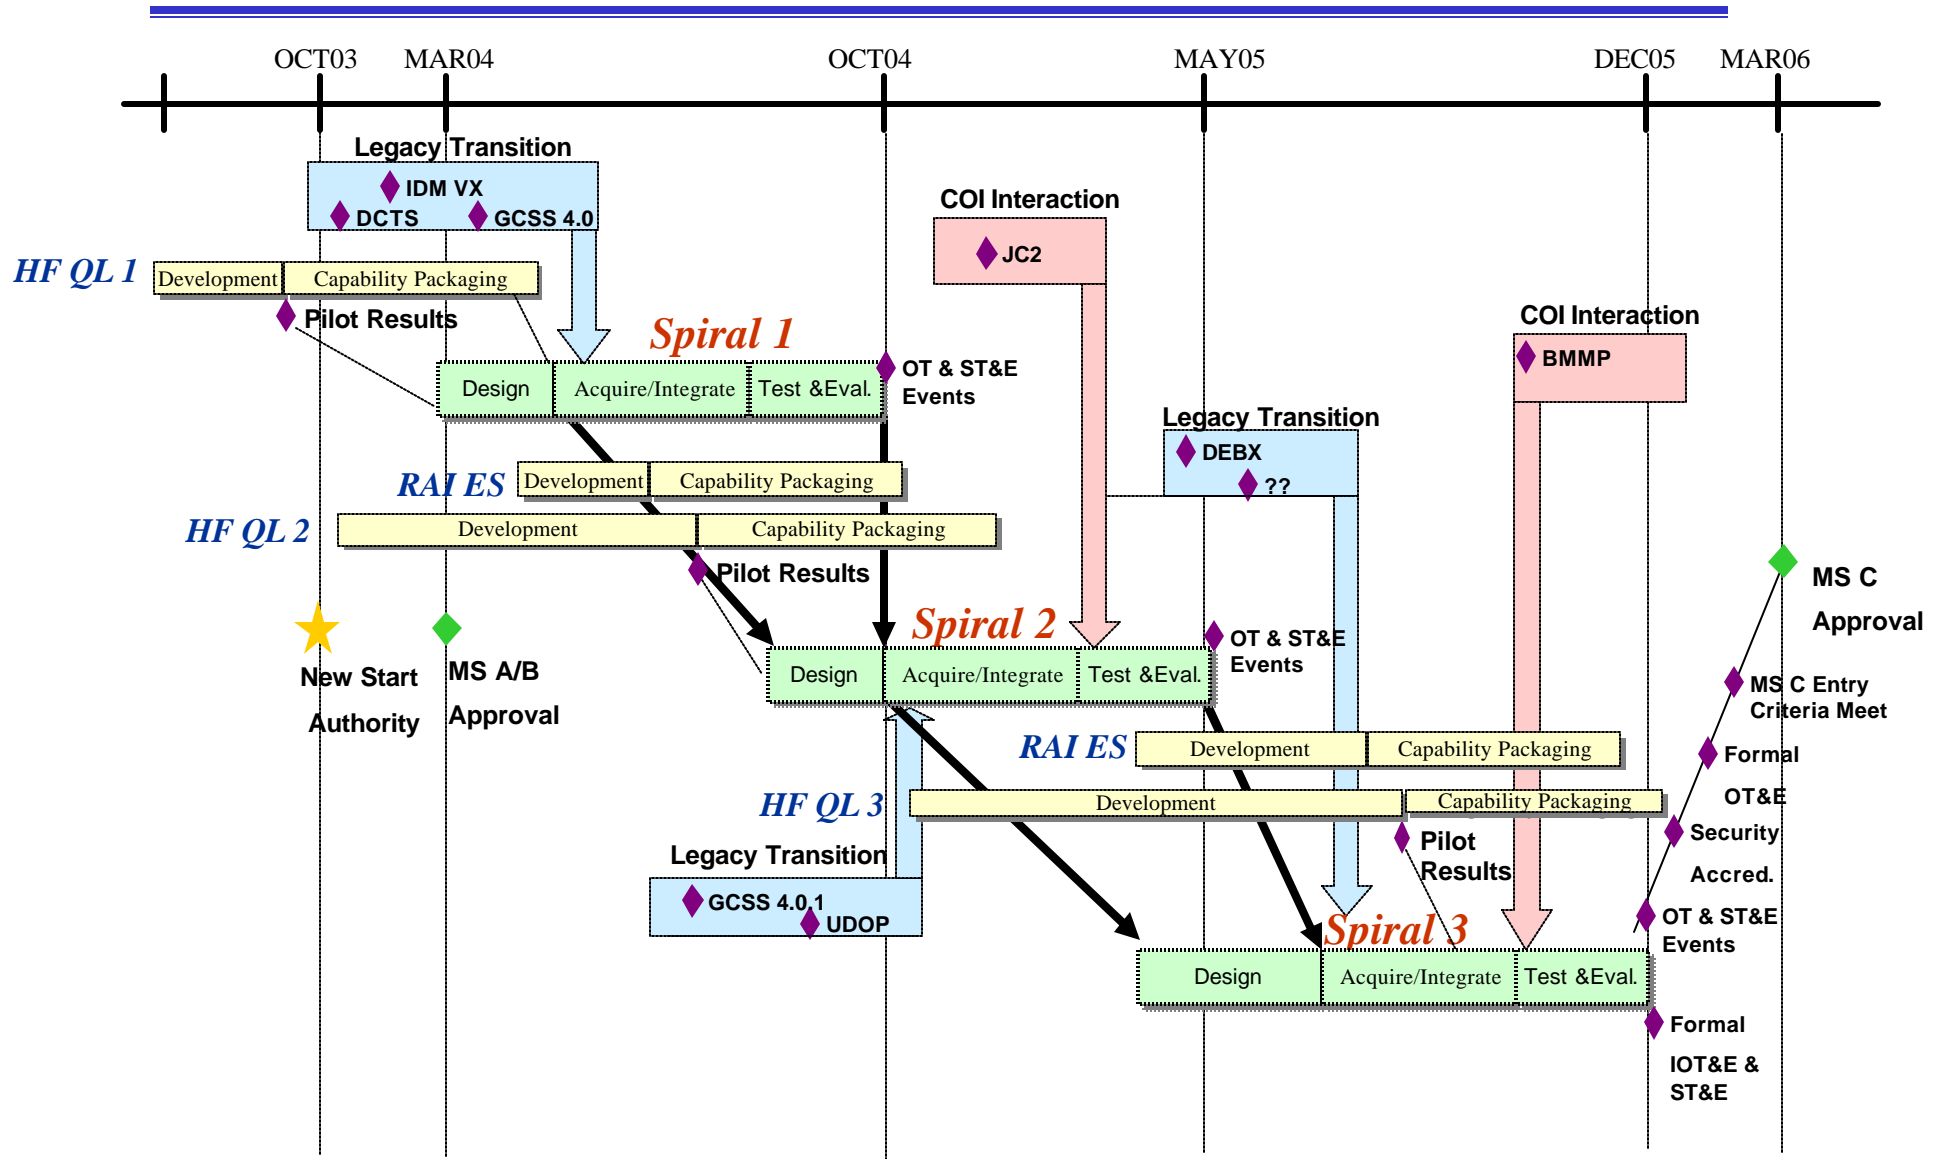 OCT03
MAR04
OCT04
MAY05
DEC05
MAR06
Legacy Transition
IDM VX
DCTS
GCSS 4.0
COI Interaction
JC2
HF QL 1
Development
Capability Packaging
Pilot Results
Spiral 1
Design
Acquire/Integrate
Test &Eval.
OT & ST&E
Events
COI Interaction
BMMP
Legacy Transition
DEBX
??
RAI ES
Development
Capability Packaging
HF QL 2
Development
Capability Packaging
Pilot Results
New Start
Authority
MS A/B
Approval
Spiral 2
Design
Acquire/Integrate
Test &Eval.
OT & ST&E
Events
MS C
Approval
MS C Entry
Criteria Meet
RAI ES
Development
Capability Packaging
Formal
OT&E
HF QL 3
Development
Capability Packaging
Pilot
Results
Security
Accred.
Legacy Transition
GCSS 4.0.1
UDOP
Spiral 3
Design
Acquire/Integrate
Test &Eval.
OT & ST&E
Events
Formal
IOT&E &
ST&E